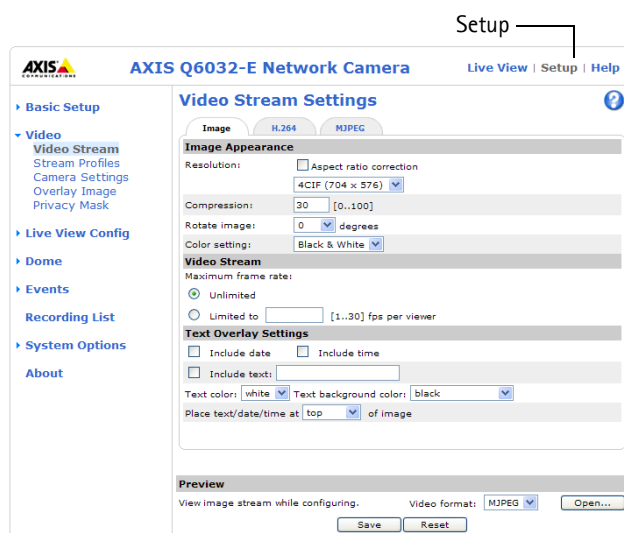 Setup
AXIS
COMMUNICATIONS
AXIS Q6032-E Network Camera
Live View | Setup | Help
Basic Setup
Video
Video Stream
Stream Profiles
Camera Settings
Overlay Image
Privacy Mask
Live View Config
Dome
Events
Recording List
System Options
About
Video Stream Settings
?
Image H.264 MJPEG
Image Appearance
Resolution: Aspect ratio correction
4CIF (704 x 576)
Compression: 30 [0..100]
Rotate image: 0 degrees
Color setting: Black & White
Video Stream
Maximum frame rate:
Unlimited
Limited to [1..30] fps per viewer
Text Overlay Settings
Include date Include time
Include text:
Text color: white Text background color: black
Place text/date/time at top of image
Preview
View image stream while configuring. Video format: MJPEG Open...
Save Reset